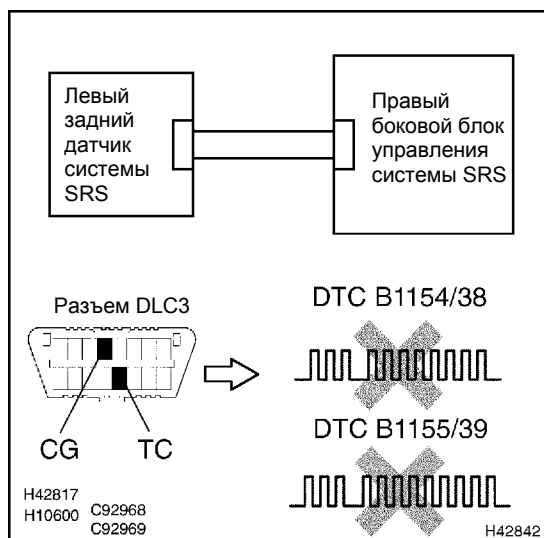 Левый
задний
датчик
системы
SRS
Правый
боковой блок
управления
системы SRS
Разъем DLC3
CG
TC
DTC B1154/38
DTC B1155/39
H42817
H10600
C92968
C92969
H42842